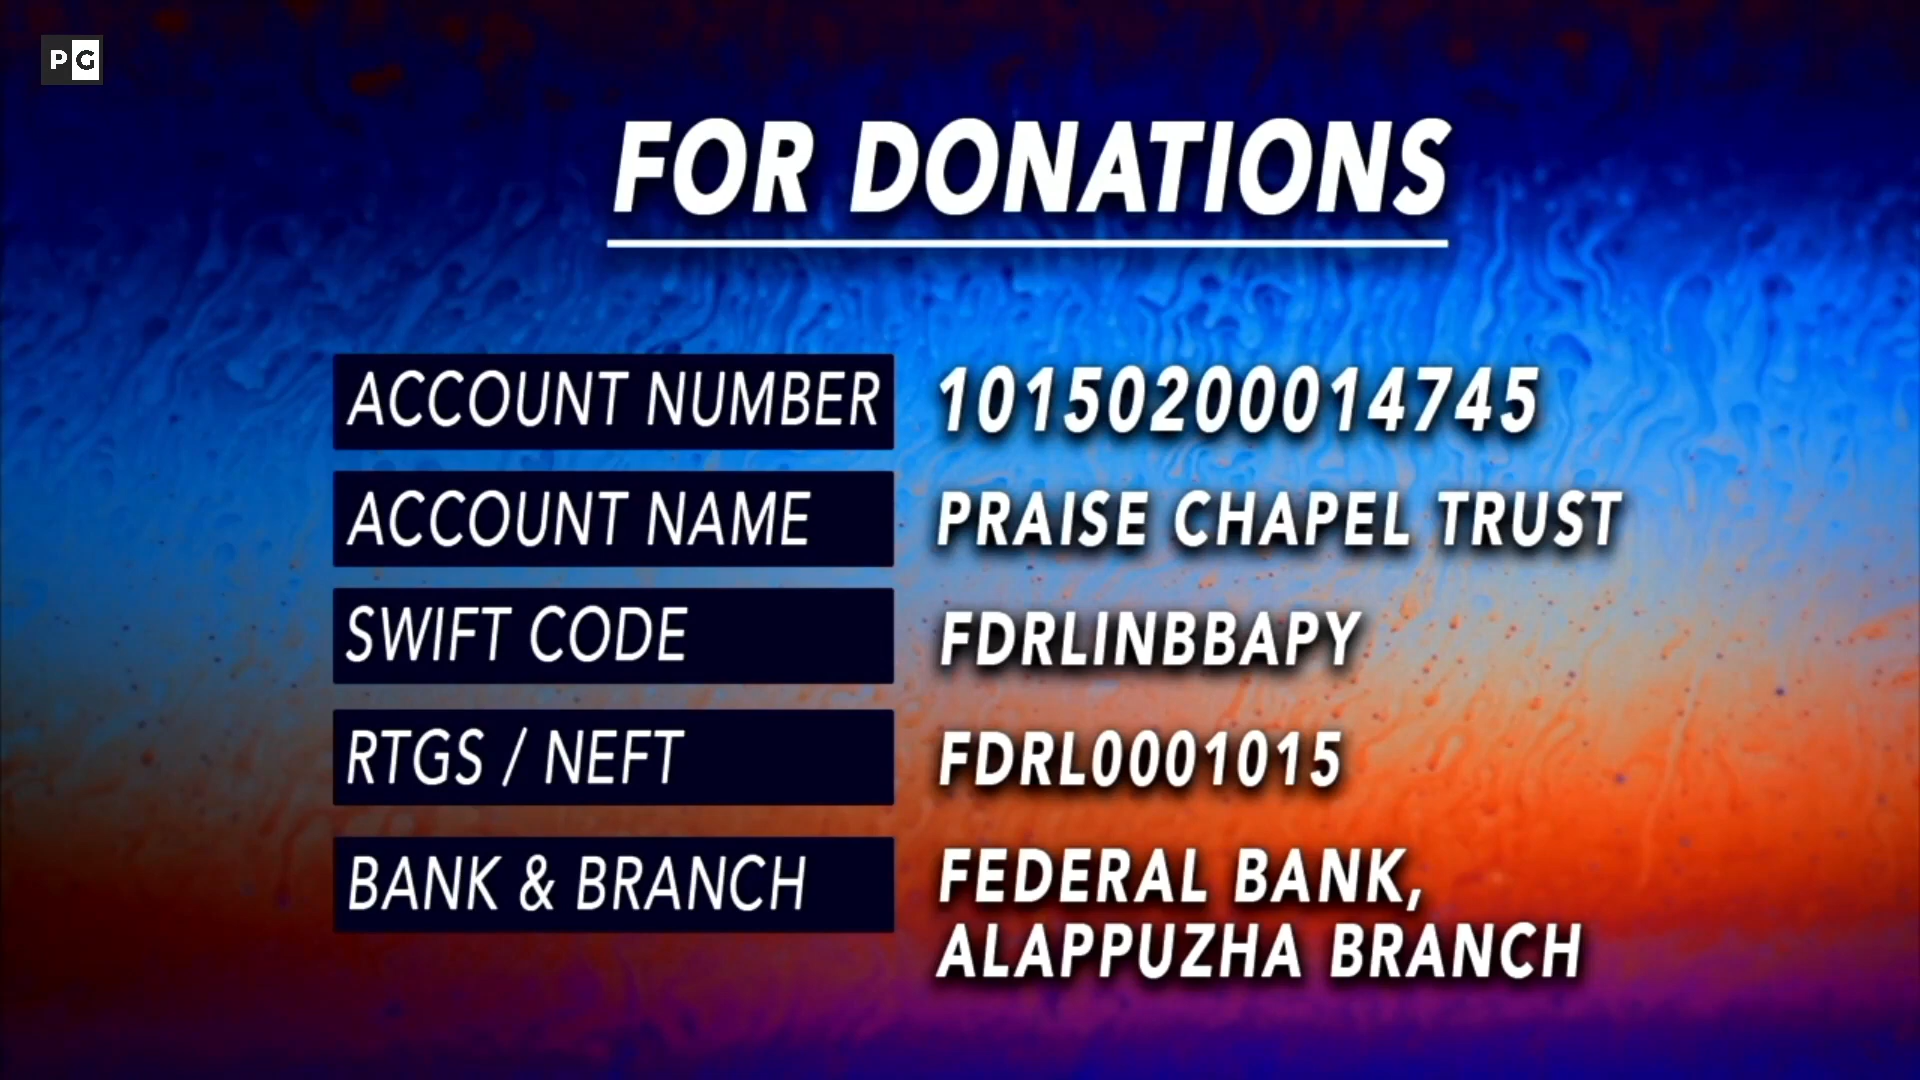 PG
FOR DONATIONS
ACCOUNT NUMBER 10150200014745
ACCOUNT NAME PRAISE CHAPEL TRUST
SWIFT CODE FDRLINBBAPY
RTGS / NEFT FDRL0001015
BANK & BRANCH FEDERAL BANK,
ALAPPUZHA BRANCH